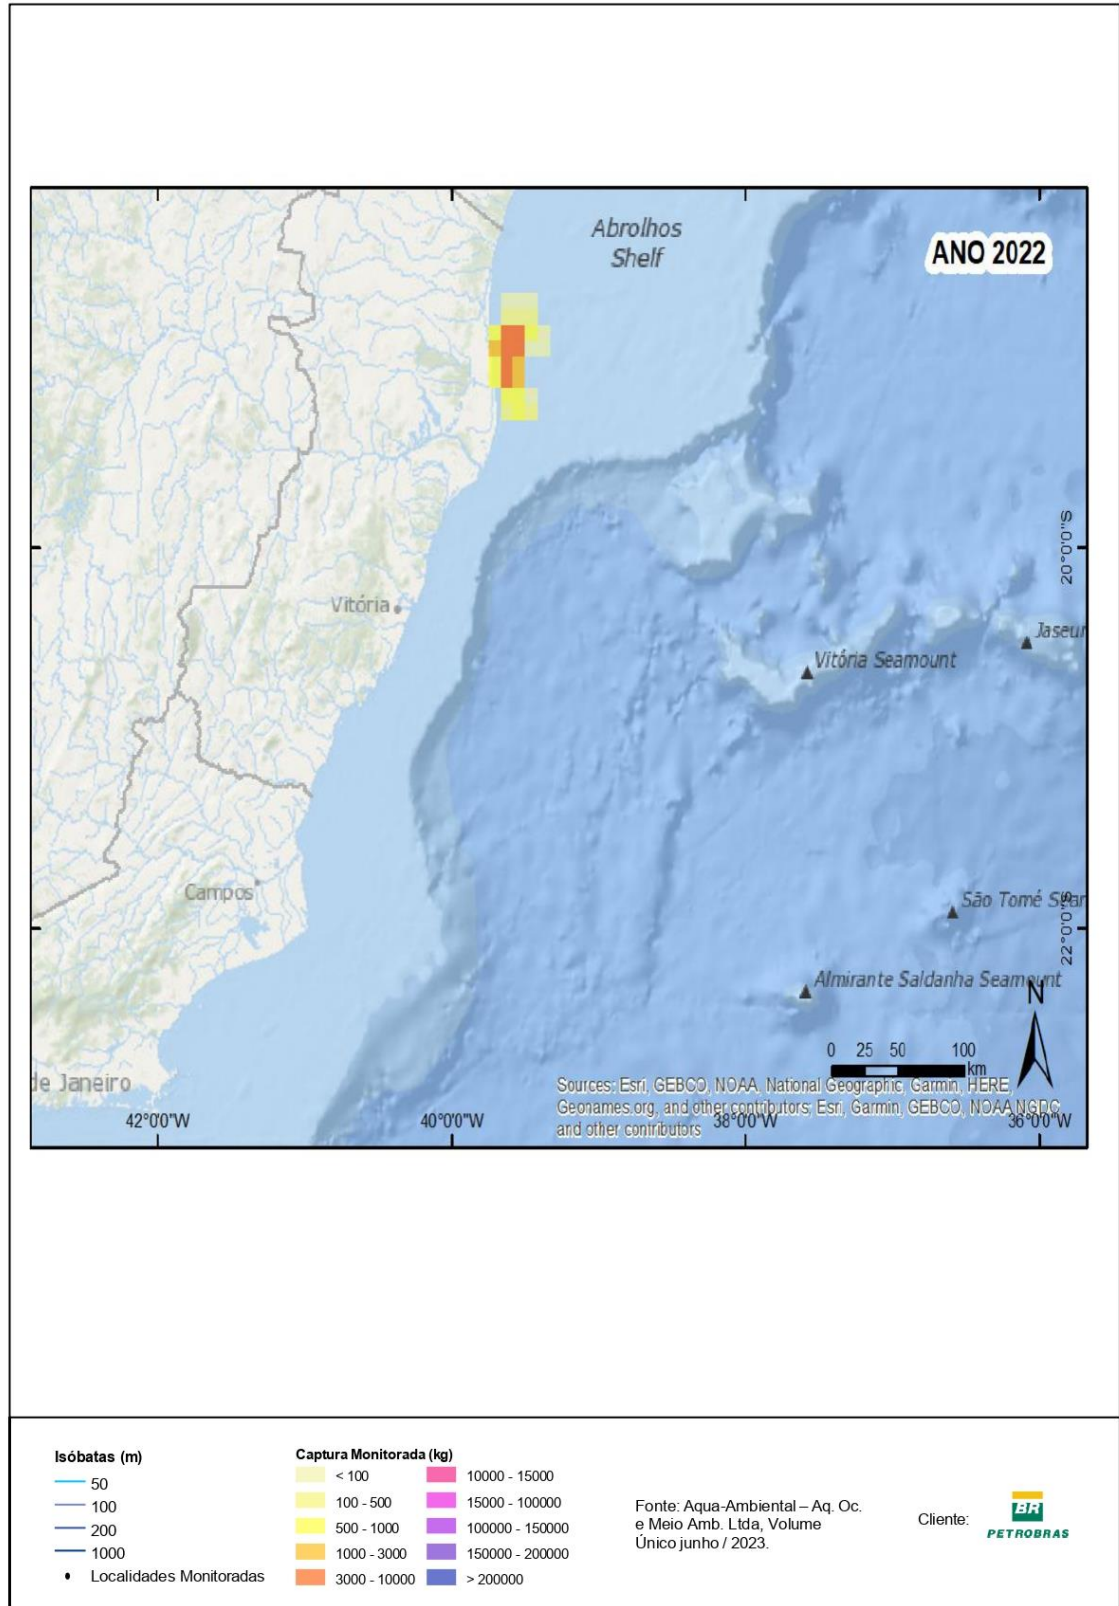 Abrolhos
Shelf
ANO 2022
20°0'0"S
Vitória
Jaseur
Vitória Seamount
Campos
São Tomé Sear
22°0'0"S
Almirante Saldanha Seamount
N
0 25 50 100
km
de Janeiro
Sources: Esri, GEBCO, NOAA, National Geographic, Garmin, HERE,
Geonames.org, and other contributors; Esri, Garmin, GEBCO, NOAA NGDC,
and other contributors
42°0'0"W 40°0'0"W 38°0'0"W 36°0'0"W
Isóbatas (m)
50
100
200
1000
Localidades Monitoradas
Captura Monitorada (kg)
< 100
100 - 500
500 - 1000
1000 - 3000
3000 - 10000
10000 - 15000
15000 - 100000
100000 - 150000
150000 - 200000
> 200000
Fonte: Aqua-Ambiental – Aq. Oc.
e Meio Amb. Ltda, Volume
Único junho / 2023.
Cliente:
BR
PETROBRAS